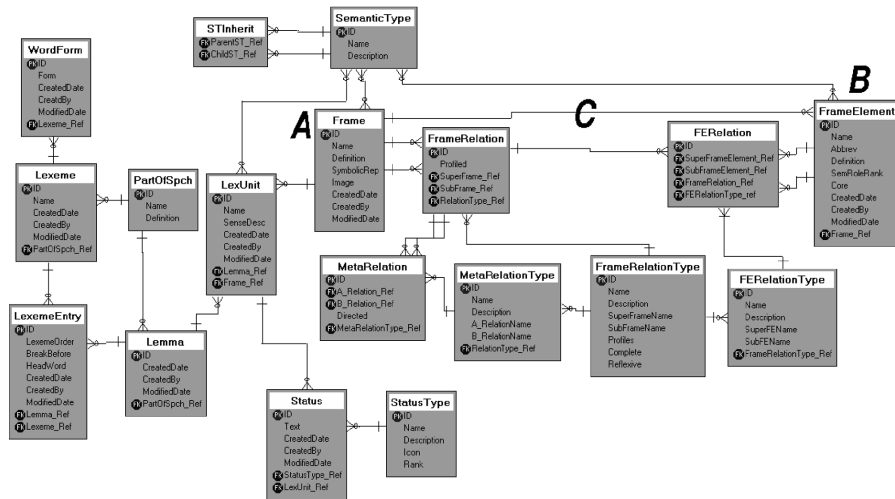 SemanticType
PK ID
Name
Description
STInherit
FK ParentST_Ref
FK ChildST_Ref
WordForm
PK ID
Form
CreatedDate
CreatdBy
ModifiedDate
FK Lexeme_Ref
A
B
C
Frame
PK ID
Name
Definition
SymbolicRep
Image
CreatedDate
CreatedBy
ModifiedDate
FrameRelation
PK ID
Profiled
FK SuperFrame_Ref
FK SubFrame_Ref
FK RelationType_Ref
FERelation
PK ID
FK SuperFrameElement_Ref
FK SubFrameElement_Ref
FK FrameRelation_Ref
FK FERelationType_ref
FrameElement
PK ID
Name
Abbrev
Definition
SemRoleRank
Core
CreatedDate
CreatedBy
ModifiedDate
FK Frame_Ref
Lexeme
PK ID
Name
CreatedDate
CreatedBy
ModifiedDate
FK PartOfSpch_Ref
PartOfSpch
PK ID
Name
Definition
LexUnit
PK ID
Name
SenseDesc
CreatedDate
CreatedBy
ModifiedDate
FK Lemma_Ref
FK Frame_Ref
MetaRelation
PK ID
FK A_Relation_Ref
FK B_Relation_Ref
Directed
FK MetaRelationType_Ref
MetaRelationType
PK ID
Name
Description
A_RelationName
B_RelationName
FK RelationType_Ref
FrameRelationType
PK ID
Name
Description
SuperFrameName
SubFrameName
Profiles
Complete
Reflexive
FERelationType
PK ID
Name
Description
SuperFEName
SubFEName
FK FrameRelationType_Ref
LexemeEntry
PK ID
LexemeOrder
BreakBefore
HeadWord
CreatedDate
CreatedBy
ModifiedDate
FK Lemma_Ref
FK Lexeme_Ref
Lemma
PK ID
CreatedDate
CreatedBy
ModifiedDate
FK PartOfSpch_Ref
Status
PK ID
Text
CreatedDate
CreatedBy
ModifiedDate
FK StatusType_Ref
FK LexUnit_Ref
StatusType
PK ID
Name
Description
Icon
Rank